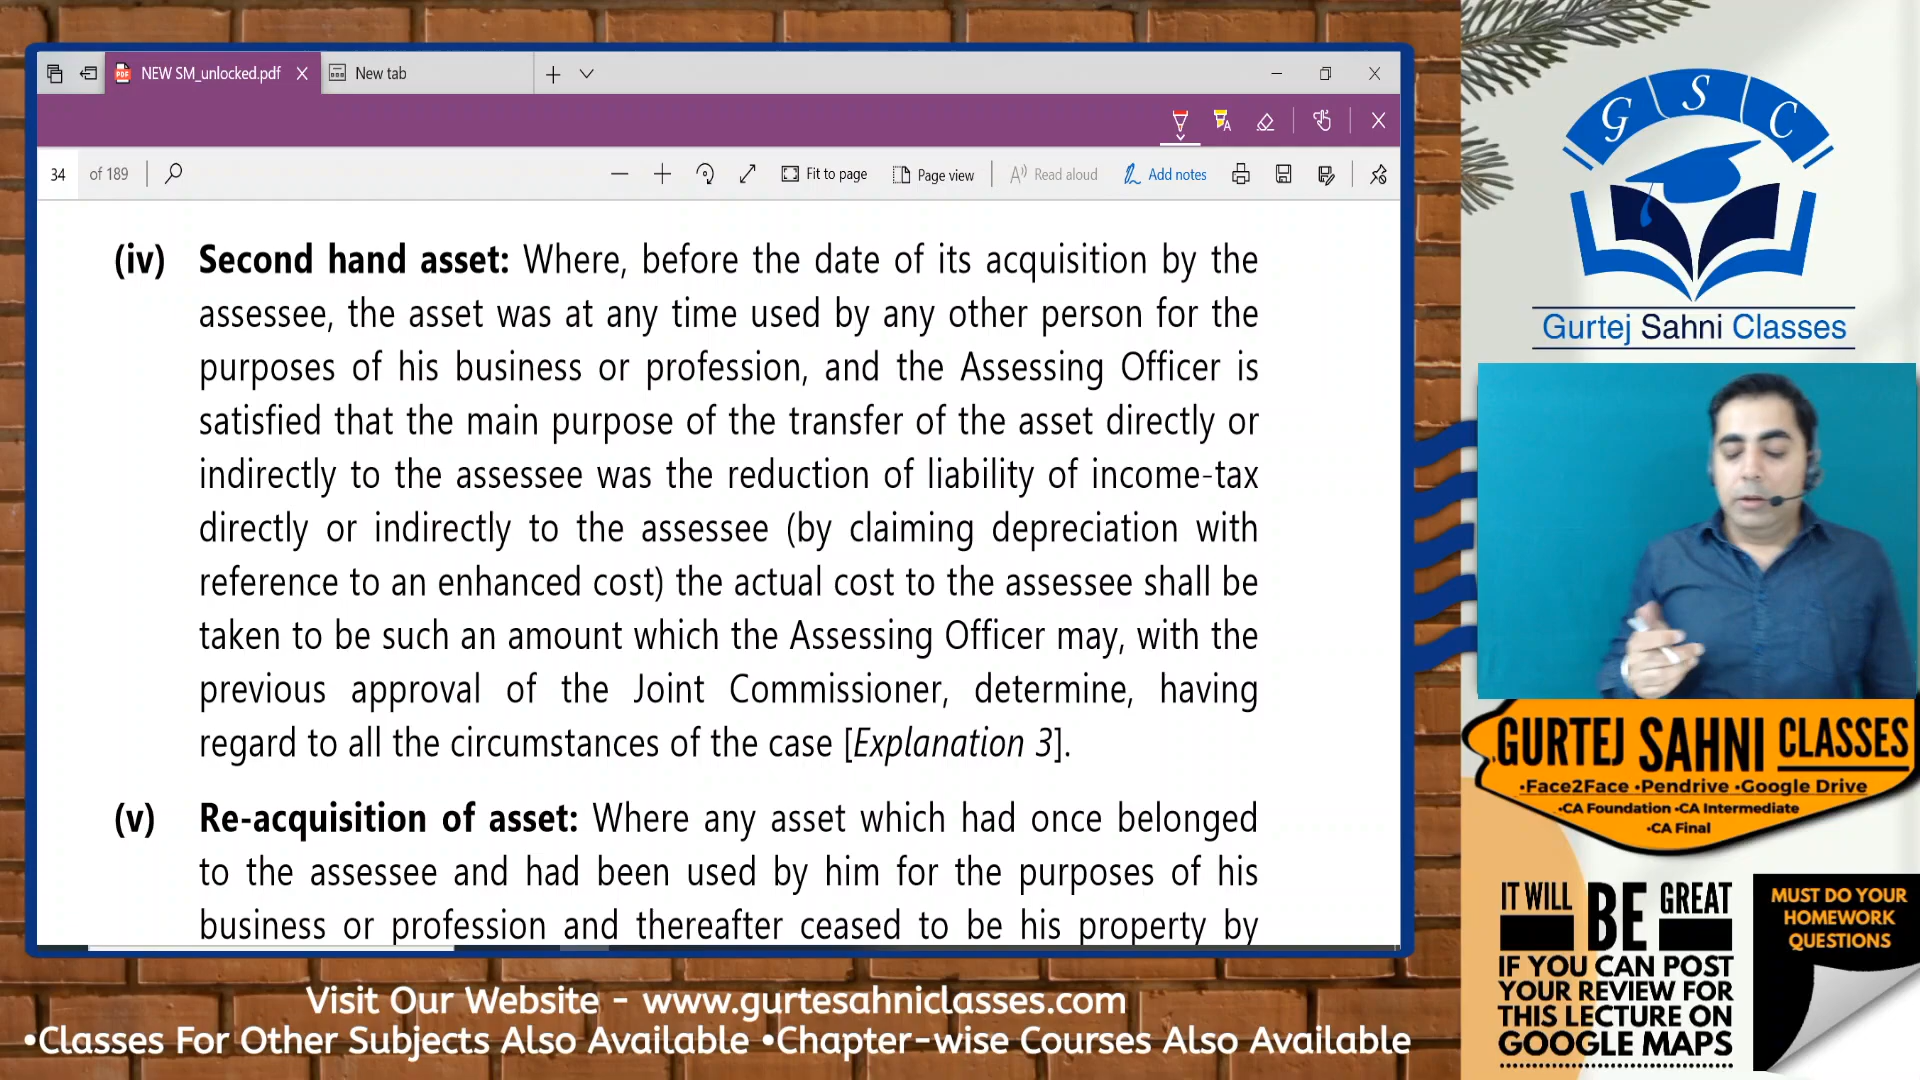 NEW SM_unlocked.pdf
New tab
34 of 189
Fit to page
Page view
Read aloud
Add notes
(iv) Second hand asset: Where, before the date of its acquisition by the
assessee, the asset was at any time used by any other person for the
purposes of his business or profession, and the Assessing Officer is
satisfied that the main purpose of the transfer of the asset directly or
indirectly to the assessee was the reduction of liability of income-tax
directly or indirectly to the assessee (by claiming depreciation with
reference to an enhanced cost) the actual cost to the assessee shall be
taken to be such an amount which the Assessing Officer may, with the
previous approval of the Joint Commissioner, determine, having
regard to all the circumstances of the case [Explanation 3].
(v) Re-acquisition of asset: Where any asset which had once belonged
to the assessee and had been used by him for the purposes of his
business or profession and thereafter ceased to be his property by
G S C
Gurtej Sahni Classes
GURTEJ SAHNI CLASSES
•Face2Face •Pendrive •Google Drive
•CA Foundation •CA Intermediate
•CA Final
IT WILL BE GREAT
IF YOU CAN POST
YOUR REVIEW FOR
THIS LECTURE ON
GOOGLE MAPS
MUST DO YOUR
HOMEWORK
QUESTIONS
Visit Our Website - www.gurtesahniclasses.com
•Classes For Other Subjects Also Available •Chapter-wise Courses Also Available